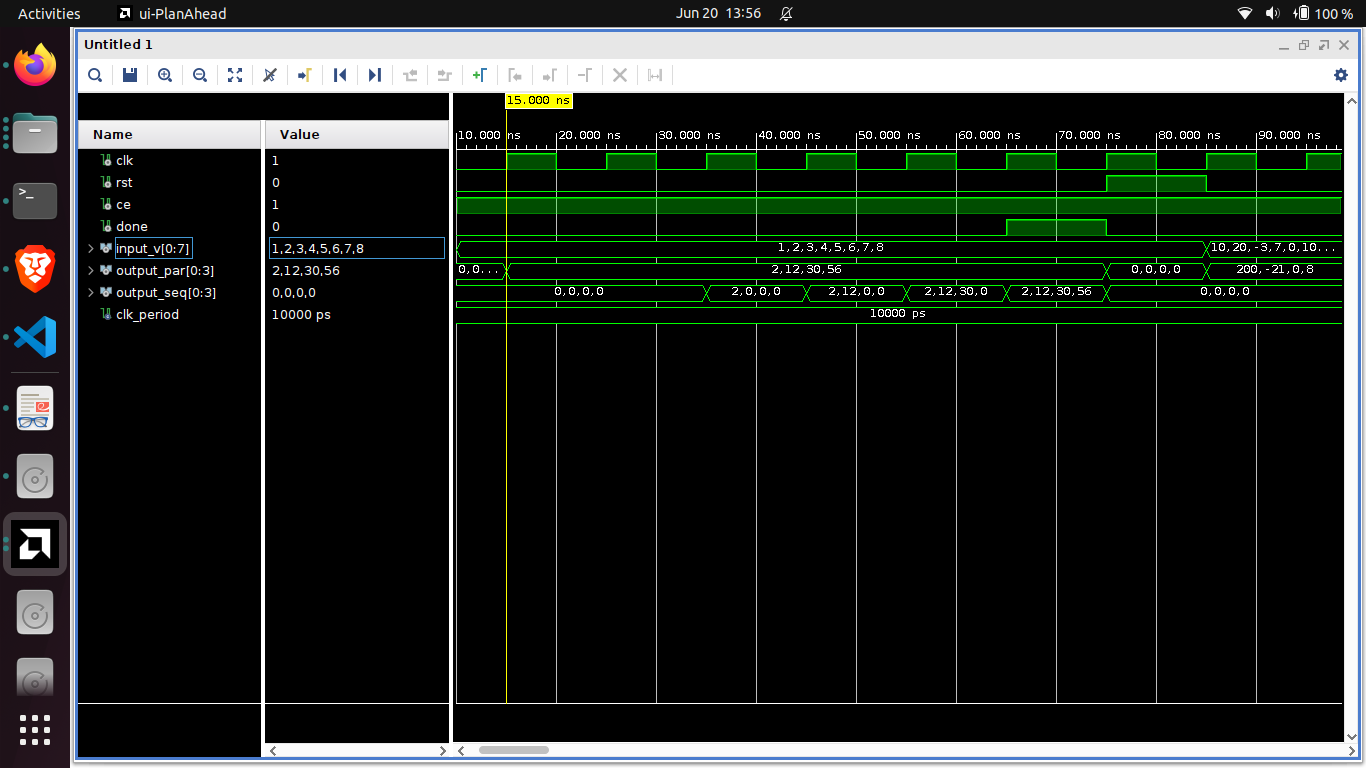 Activities ui-PlanAhead Jun 20 13:56 100 %
Untitled 1
15.000 ns
Name Value 10.000 ns 20.000 ns 30.000 ns 40.000 ns 50.000 ns 60.000 ns 70.000 ns 80.000 ns 90.000 ns
clk 1
rst 0
ce 1
done 0
input_v[0:7] 1,2,3,4,5,6,7,8 1,2,3,4,5,6,7,8 10,20,-3,7,0,10...
output_par[0:3] 2,12,30,56 0,0... 2,12,30,56 0,0,0,0 200,-21,0,8
output_seq[0:3] 0,0,0,0 0,0,0,0 2,0,0,0 2,12,0,0 2,12,30,0 2,12,30,56 0,0,0,0
clk_period 10000 ps 10000 ps